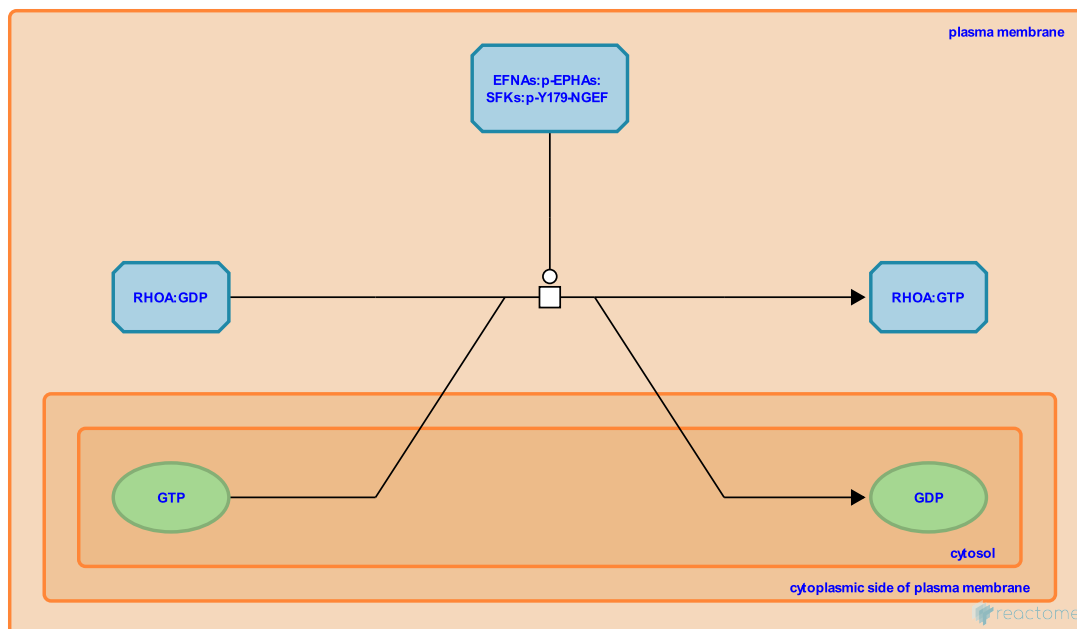 plasma membrane
EFNAs:p-EPHAs:
SFKs:p-Y179-NGEF
RHOA:GDP
RHOA:GTP
GTP
GDP
cytosol
cytoplasmic side of plasma membrane
reactome